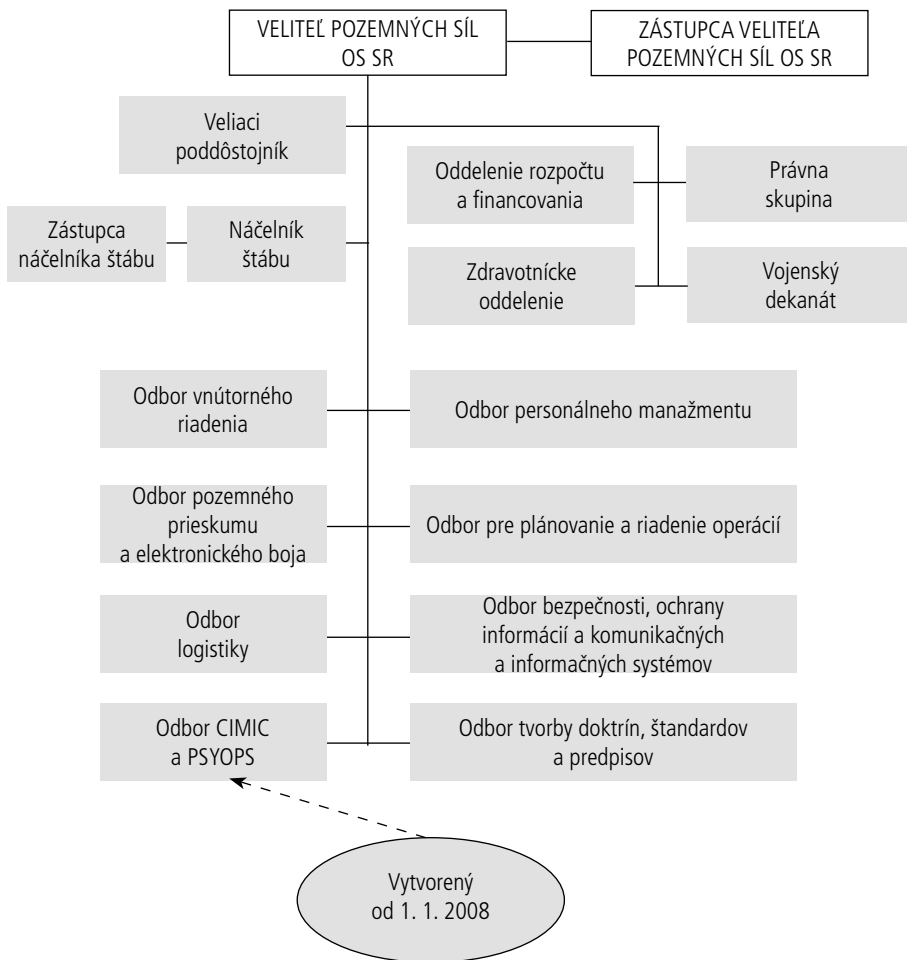 VELITEĽ POZEMNÝCH SÍL
OS SR
ZÁSTUPCA VELITEĽA
POZEMNÝCH SÍL OS SR
Veliaci
poddôstojník
Oddelenie rozpočtu
a financovania
Právna
skupina
Zástupca
náčelníka štábu
Náčelník
štábu
Zdravotnícke
oddelenie
Vojenský
dekanát
Odbor vnútorného
riadenia
Odbor personálneho manažmentu
Odbor pozemného
prieskumu
a elektronického boja
Odbor pre plánovanie a riadenie operácií
Odbor
logistiky
Odbor bezpečnosti, ochrany
informácií a komunikačných
a informačných systémov
Odbor CIMIC
a PSYOPS
Odbor tvorby doktrín, štandardov
a predpisov
Vytvorený
od 1. 1. 2008